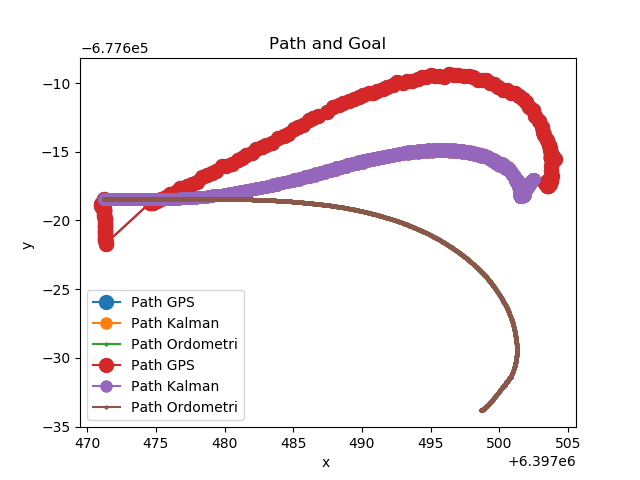 Path and Goal
−6.776e5
−10
−15
−20
−25
−30
−35
y
Path GPS
Path Kalman
Path Ordometri
Path GPS
Path Kalman
Path Ordometri
470 475 480 485 490 495 500 505
x
+6.397e6